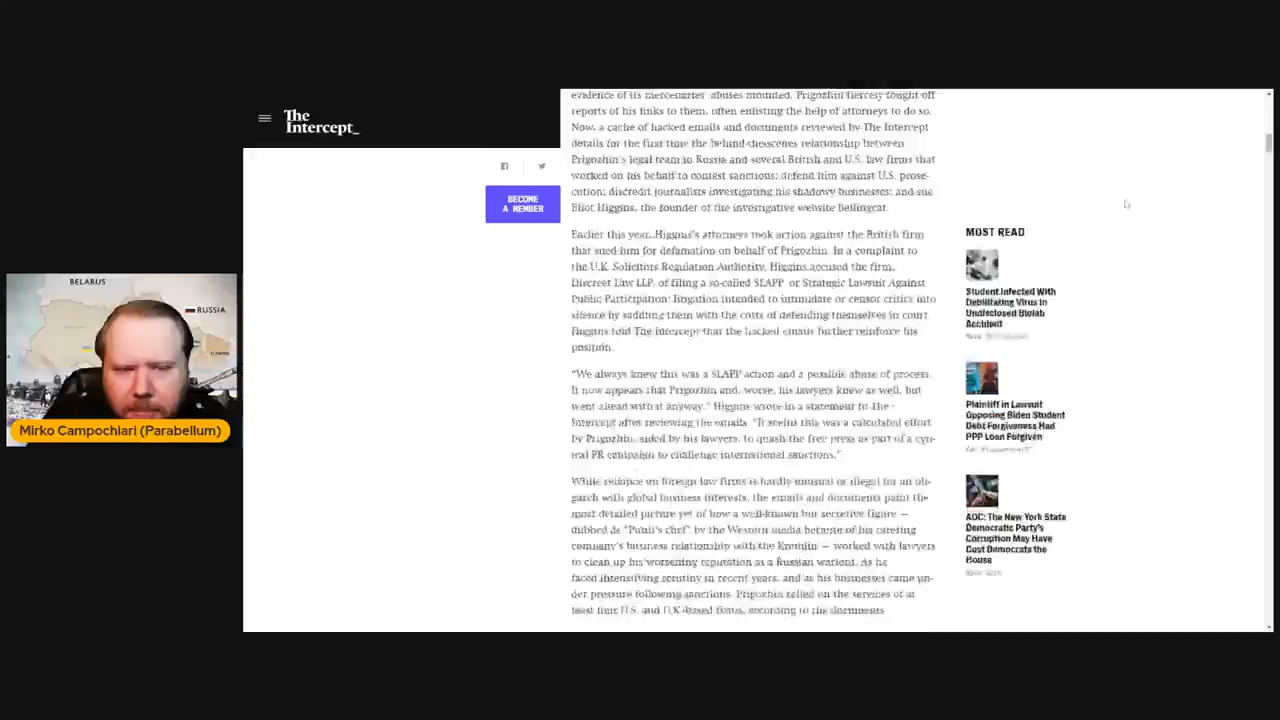 The
Intercept_
BECOME
A MEMBER
evidence of its mercenaries' abuses mounted, Prigozhin fiercely fought off
reports of his links to them, often enlisting the help of attorneys to do so.
Now, a cache of hacked emails and documents reviewed by The Intercept
details for the first time the behind-the-scenes relationship between
Prigozhin's legal team in Russia and several British and U.S. law firms that
worked on his behalf to contest sanctions; defend him against U.S. prose-
cution; discredit journalists investigating his shadowy businesses; and sue
Eliot Higgins, the founder of the investigative website Bellingcat.
Earlier this year, Higgins's attorneys took action against the British firm
that sued him for defamation on behalf of Prigozhin. In a complaint to
the U.K. Solicitors Regulation Authority, Higgins accused the firm,
Discreet Law LLP, of filing a so-called SLAPP, or Strategic Lawsuit Against
Public Participation: litigation intended to intimidate or censor critics into
silence by saddling them with the costs of defending themselves in court.
Higgins told The Intercept that the hacked emails further reinforce his
position.
"We always knew this was a SLAPP action and a possible abuse of process.
It now appears that Prigozhin and, worse, his lawyers knew as well, but
went ahead with it anyway," Higgins wrote in a statement to The
Intercept after reviewing the emails. "It seems this was a calculated effort
by Prigozhin, aided by his lawyers, to quash the free press as part of a cyn-
ical PR campaign to challenge international sanctions."
While reliance on foreign law firms is hardly unusual or illegal for an oli-
garch with global business interests, the emails and documents paint the
most detailed picture yet of how a well-known but secretive figure —
dubbed as "Putin's chef" by the Western media because of his catering
company's business relationship with the Kremlin — worked with lawyers
to clean up his worsening reputation as a Russian warlord. As he
faced intensifying scrutiny in recent years, and as his businesses came un-
der pressure following sanctions, Prigozhin relied on the services of at
least four U.S. and U.K-based firms, according to the documents
MOST READ
Student Infected With
Debilitating Virus in
Undisclosed Biolab
Accident
Plaintiff in Lawsuit
Opposing Biden Student
Debt Forgiveness Had
PPP Loan Forgiven
AOC: The New York State
Democratic Party's
Corruption May Have
Cost Democrats the
House
BELARUS
RUSSIA
Mirko Campochiari (Parabellum)